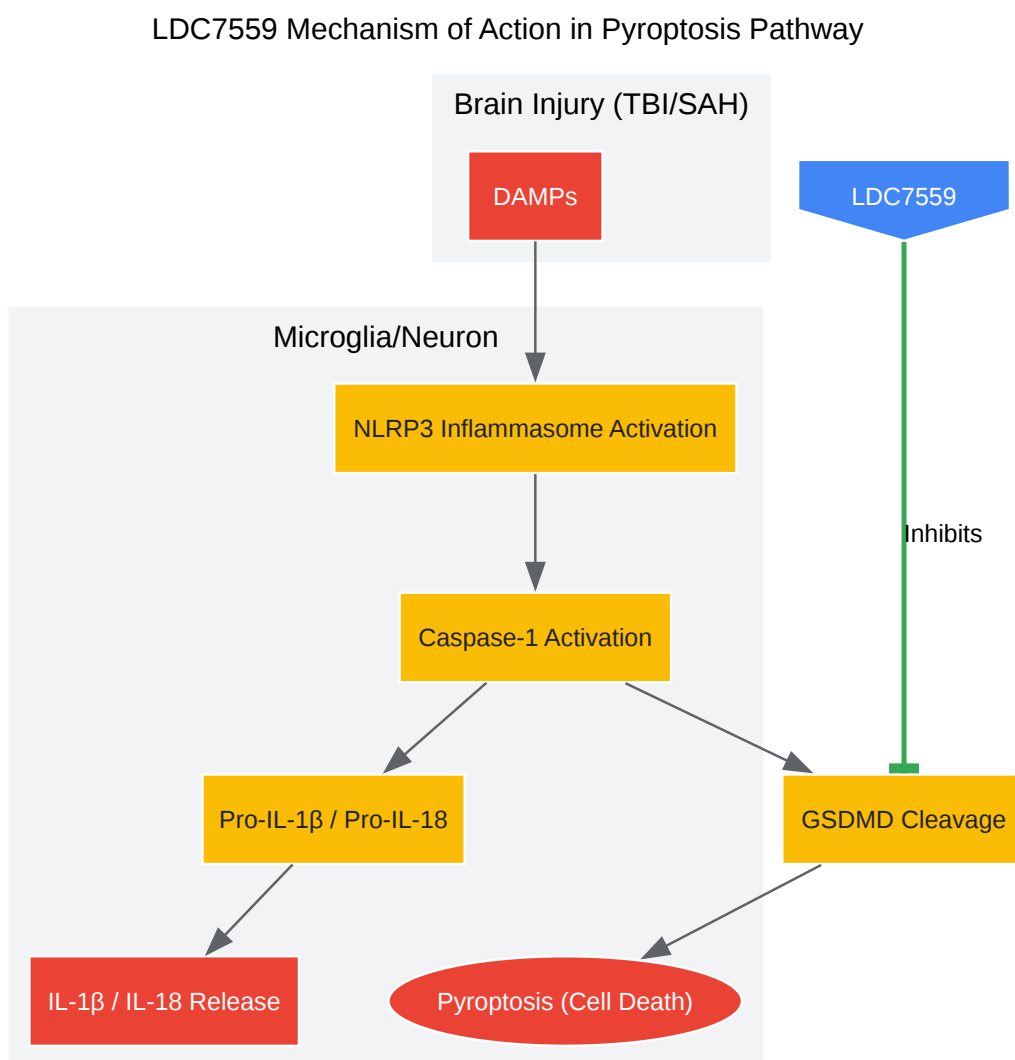 LDC7559 Mechanism of Action in Pyroptosis Pathway
Brain Injury (TBI/SAH)
DAMPs
LDC7559
Microglia/Neuron
NLRP3 Inflammasome Activation
Inhibits
Caspase-1 Activation
Pro-IL-1β / Pro-IL-18
GSDMD Cleavage
IL-1β / IL-18 Release
Pyroptosis (Cell Death)